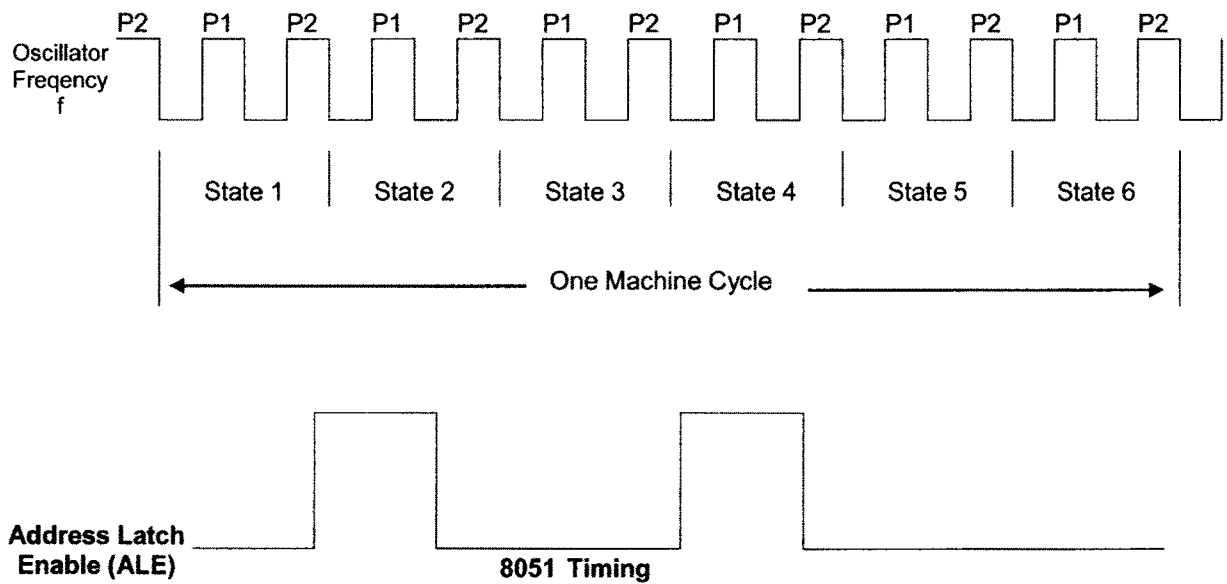 P2 P1 P2 P1 P2 P1 P2 P1 P2 P1 P2 P1 P2
Oscillator
Freqency
f
State 1 State 2 State 3 State 4 State 5 State 6
One Machine Cycle
Address Latch
Enable (ALE)
8051 Timing